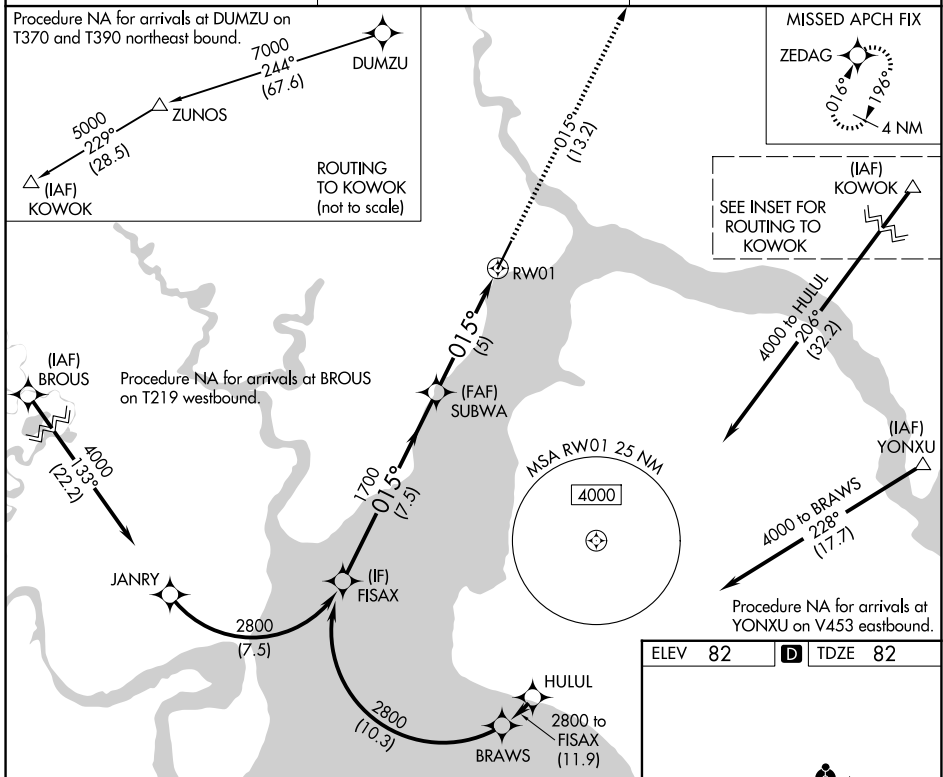 Procedure NA for arrivals at DUMZU on
T370 and T390 northeast bound.
7000
244°
(67.6)
DUMZU
ZUNOS
5000
229°
(28.5)
(IAF)
KOWOK
ROUTING
TO KOWOK
(not to scale)
015°
(13.2)
MISSED APCH FIX
ZEDAG
016°
196°
4 NM
(IAF)
KOWOK
SEE INSET FOR
ROUTING TO
KOWOK
4000 to HULUL
206°
(32.2)
RW01
015°
(5)
(IAF)
BROUS
Procedure NA for arrivals at BROUS
on T219 westbound.
4000
133°
(22.2)
(FAF)
SUBWA
1700
015°
(7.5)
MSA RW01 25 NM
4000
(IAF)
YONXU
4000 to BRAWS
228°
(17.7)
Procedure NA for arrivals at
YONXU on V453 eastbound.
JANRY
(IF)
FISAX
2800
(7.5)
2800
(10.3)
HULUL
2800 to
FISAX
(11.9)
BRAWS
ELEV 82 D TDZE 82